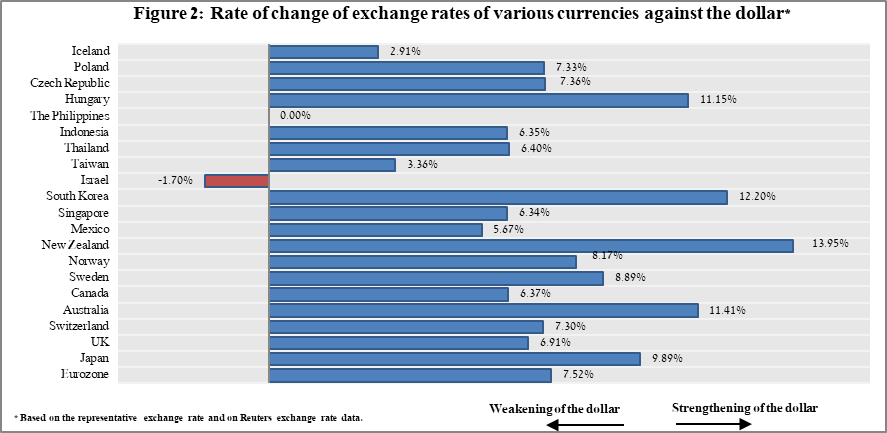 Figure 2: Rate of change of exchange rates of various currencies against the dollar*
Iceland 2.91%
Poland 7.33%
Czech Republic 7.36%
Hungary 11.15%
The Philippines 0.00%
Indonesia 6.35%
Thailand 6.40%
Taiwan 3.36%
Israel -1.70%
South Korea 12.20%
Singapore 6.34%
Mexico 5.67%
New Zealand 13.95%
Norway 8.17%
Sweden 8.89%
Canada 6.37%
Australia 11.41%
Switzerland 7.30%
UK 6.91%
Japan 9.89%
Eurozone 7.52%
Weakening of the dollar Strengthening of the dollar
* Based on the representative exchange rate and on Reuters exchange rate data.